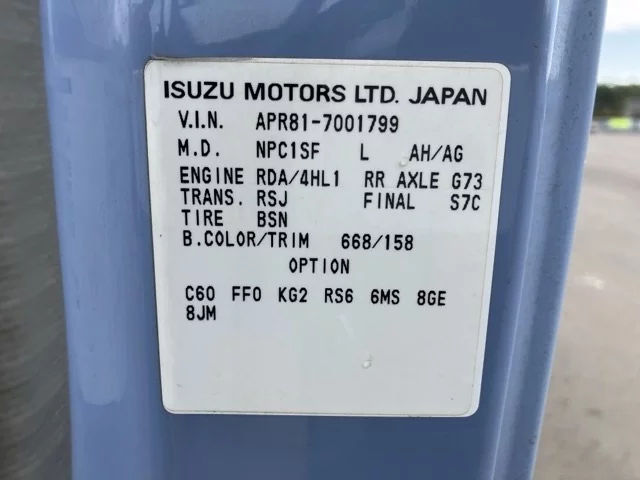 ISUZU MOTORS LTD. JAPAN
V.I.N. APR81-7001799
M.D. NPC1SF L AH/AG
ENGINE RDA/4HL1 RR AXLE G73
TRANS. RSJ FINAL S7C
TIRE BSN
B.COLOR/TRIM 668/158
OPTION
C60 FF0 KG2 RS6 6MS 8GE
8JM